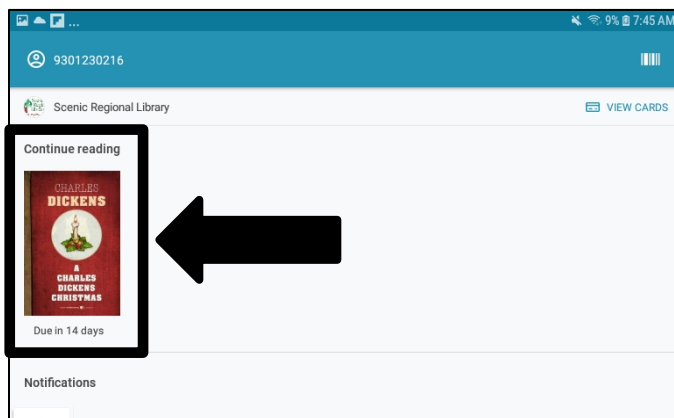 ... 9% 7:45 AM
9301230216
Scenic Regional Library VIEW CARDS
Continue reading
CHARLES
DICKENS
A
CHARLES
DICKENS
CHRISTMAS
Due in 14 days
Notifications